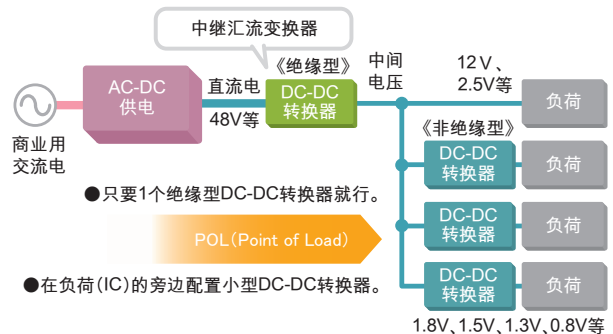 中继汇流变换器
《绝缘型》
中间
电压
12V、
2.5V等
AC-DC
供电
直流电
48V等
DC-DC
转换器
负荷
商业用
交流电
《非绝缘型》
DC-DC
转换器
负荷
●只要1个绝缘型DC-DC转换器就行。
POL(Point of Load)
DC-DC
转换器
负荷
●在负荷(IC)的旁边配置小型DC-DC转换器。
DC-DC
转换器
负荷
1.8V、1.5V、1.3V、0.8V等